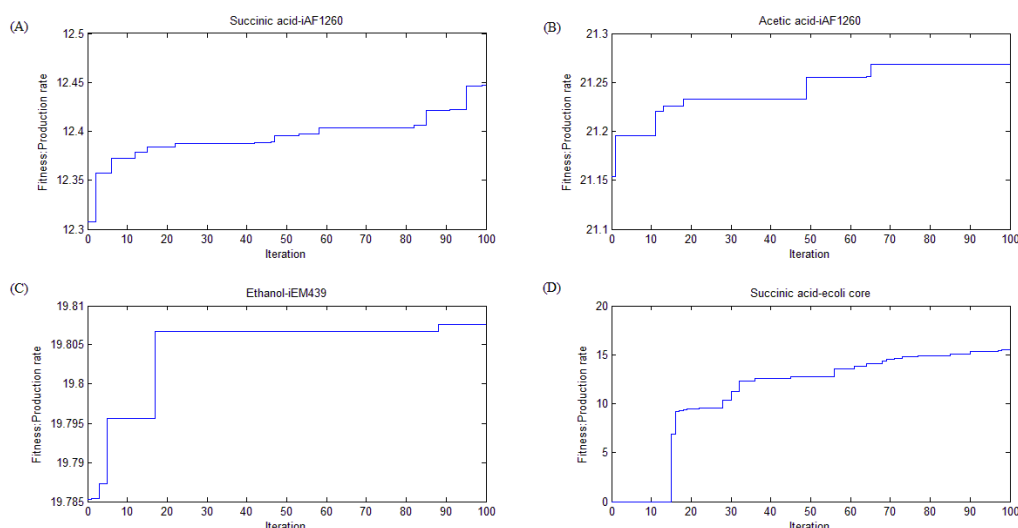 (A)
Succinic acid-iAF1260
12.5
12.45
12.4
12.35
12.3
Fitness:Production rate
0 10 20 30 40 50 60 70 80 90 100
Iteration
(B)
Acetic acid-iAF1260
21.3
21.25
21.2
21.15
21.1
Fitness:Production rate
0 10 20 30 40 50 60 70 80 90 100
Iteration
(C)
Ethanol-iEM439
19.81
19.805
19.8
19.795
19.79
19.785
Fitness:Production rate
0 10 20 30 40 50 60 70 80 90 100
Iteration
(D)
Succinic acid-ecoli core
20
15
10
5
0
Fitness:Production rate
0 10 20 30 40 50 60 70 80 90 100
Iteration